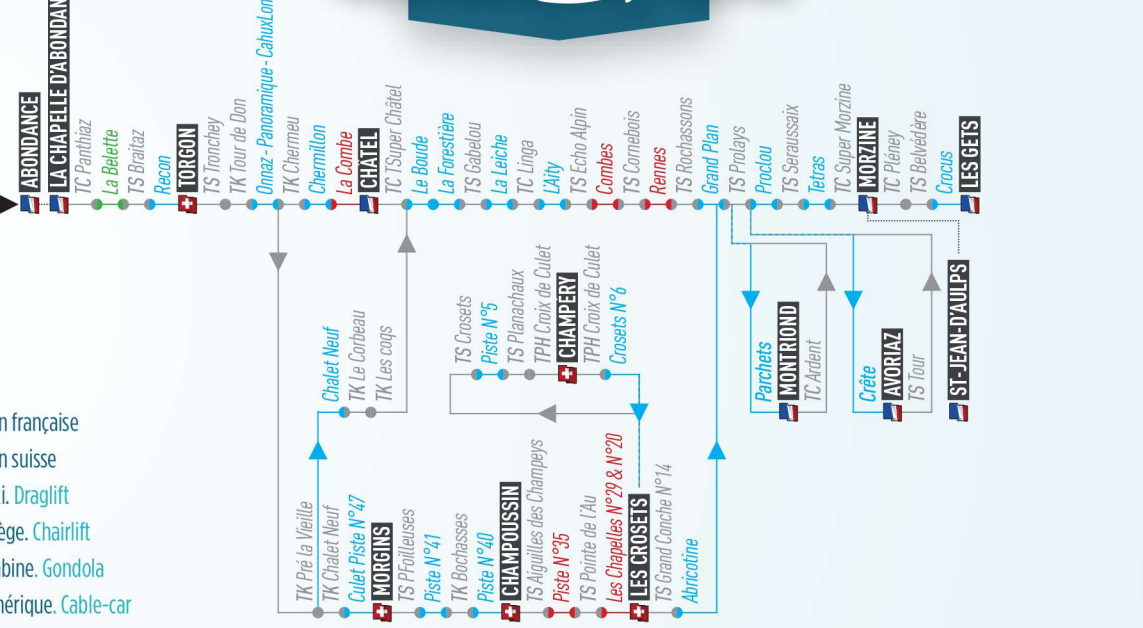 ABONDANCE
LA CHAPELLE D'ABONDAN
TC Panthiaz
La Belette
TS Braitaz
Recon
TORGON
TS Tronchey
TK Tour de Don
Onnaz - Panoramique - CahuxLon
TK Chermeu
Chermillon
La Combe
CHÂTEL
TC Super Châtel
Le Boude
La Forestière
TS Gabelou
La Leiche
TC Linga
L'Aity
TS Echo Alpin
Combes
TS Cornebois
Rennes
TS Rochassons
Grand Plan
TS Prolays
Proclou
TS Seraussaix
Tetras
TC Super Morzine
MORZINE
TC Pléney
TS Belvédère
Crocus
LES GETS
Chalet Neuf
TK Le Corbeau
TK Les coqs
TS Crosets
Piste N°5
TS Planachaux
TPH Croix de Culet
CHAMPÉRY
TPH Croix de Culet
Crosets N°6
Parchets
MONTRIOND
TC Ardent
Crête
AVORIAZ
TS Tour
ST-JEAN-D'AULPS
TK Pré la Vieille
TK Chalet Neuf
Culet Piste N°47
MORGINS
TS PFoilleuses
Piste N°41
TK Bochasses
Piste N°40
CHAMPOUSSIN
TS Aiguilles des Champeys
Piste N°35
TS Pointe de l'Au
Les Chapelles N°29 & N°20
LES CROSETS
TS Grand Conche N°14
Abricotine
n française
n suisse
i. Draglift
ège. Chairlift
bine. Gondola
hérique. Cable-car